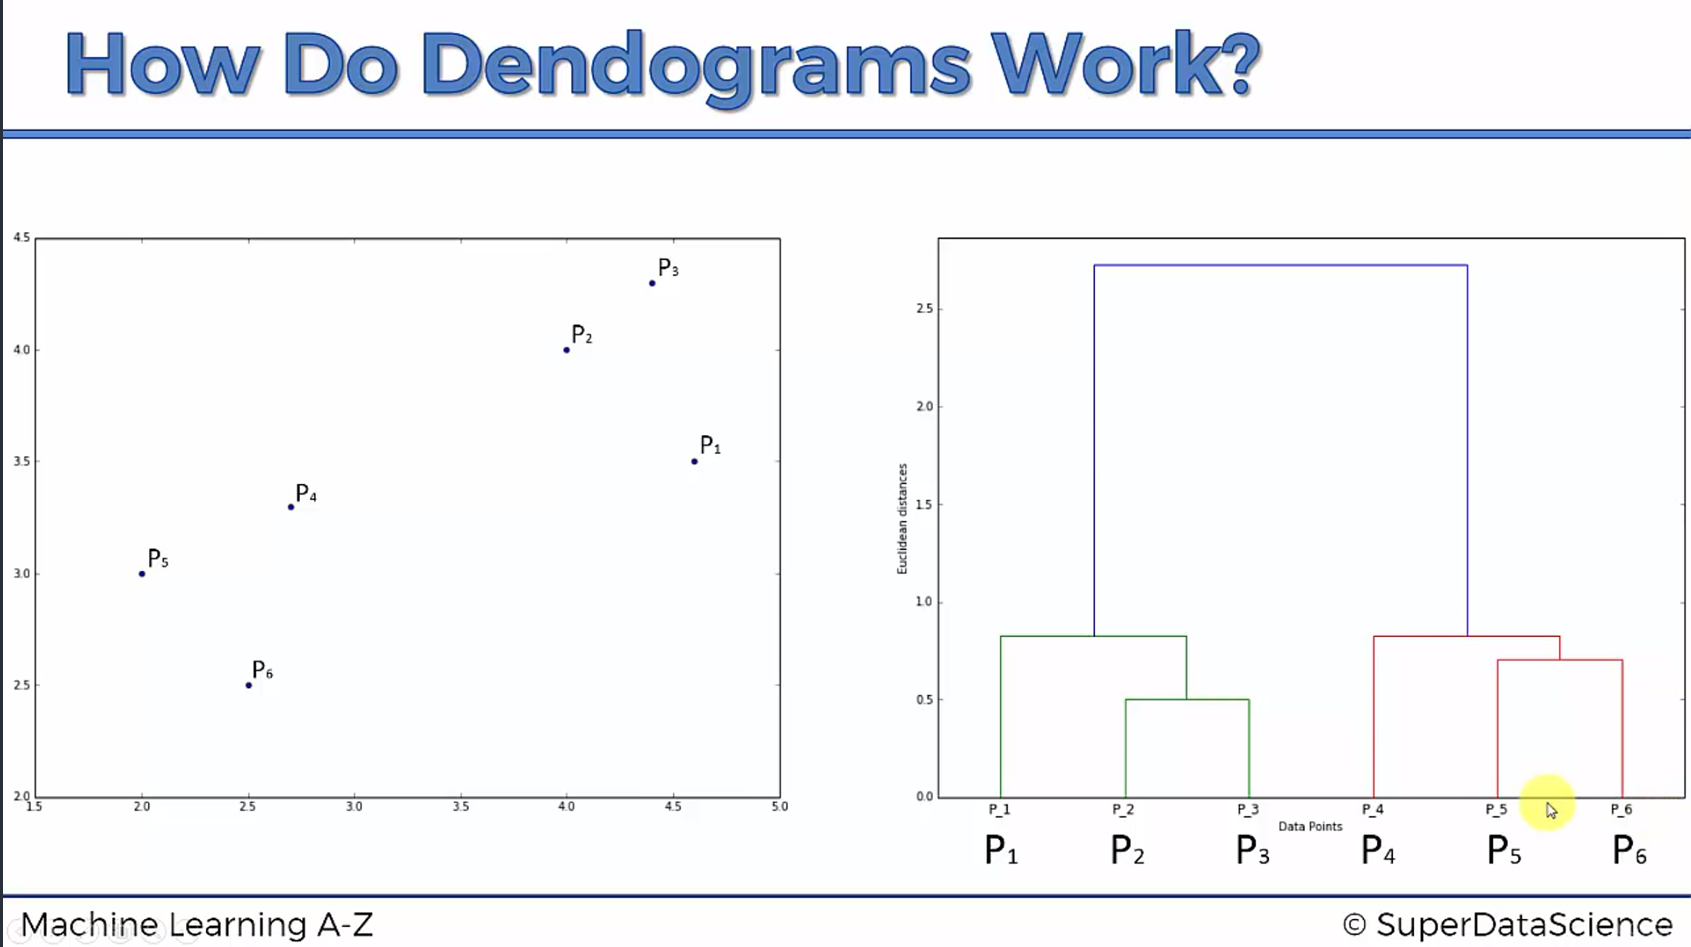 How Do Dendograms Work?
4.5
4.0
3.5
3.0
2.5
2.0
P₃
P₂
P₁
P₄
P₅
P₆
1.5 2.0 2.5 3.0 3.5 4.0 4.5 5.0
Euclidean distances
2.5
2.0
1.5
1.0
0.5
0.0
P_1 P_2 P_3 P_4 P_5 P_6
Data Points
P₁ P₂ P₃ P₄ P₅ P₆
Machine Learning A-Z
© SuperDataScience